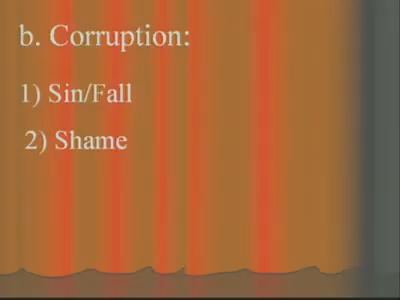 b. Corruption:
1) Sin/Fall
2) Shame